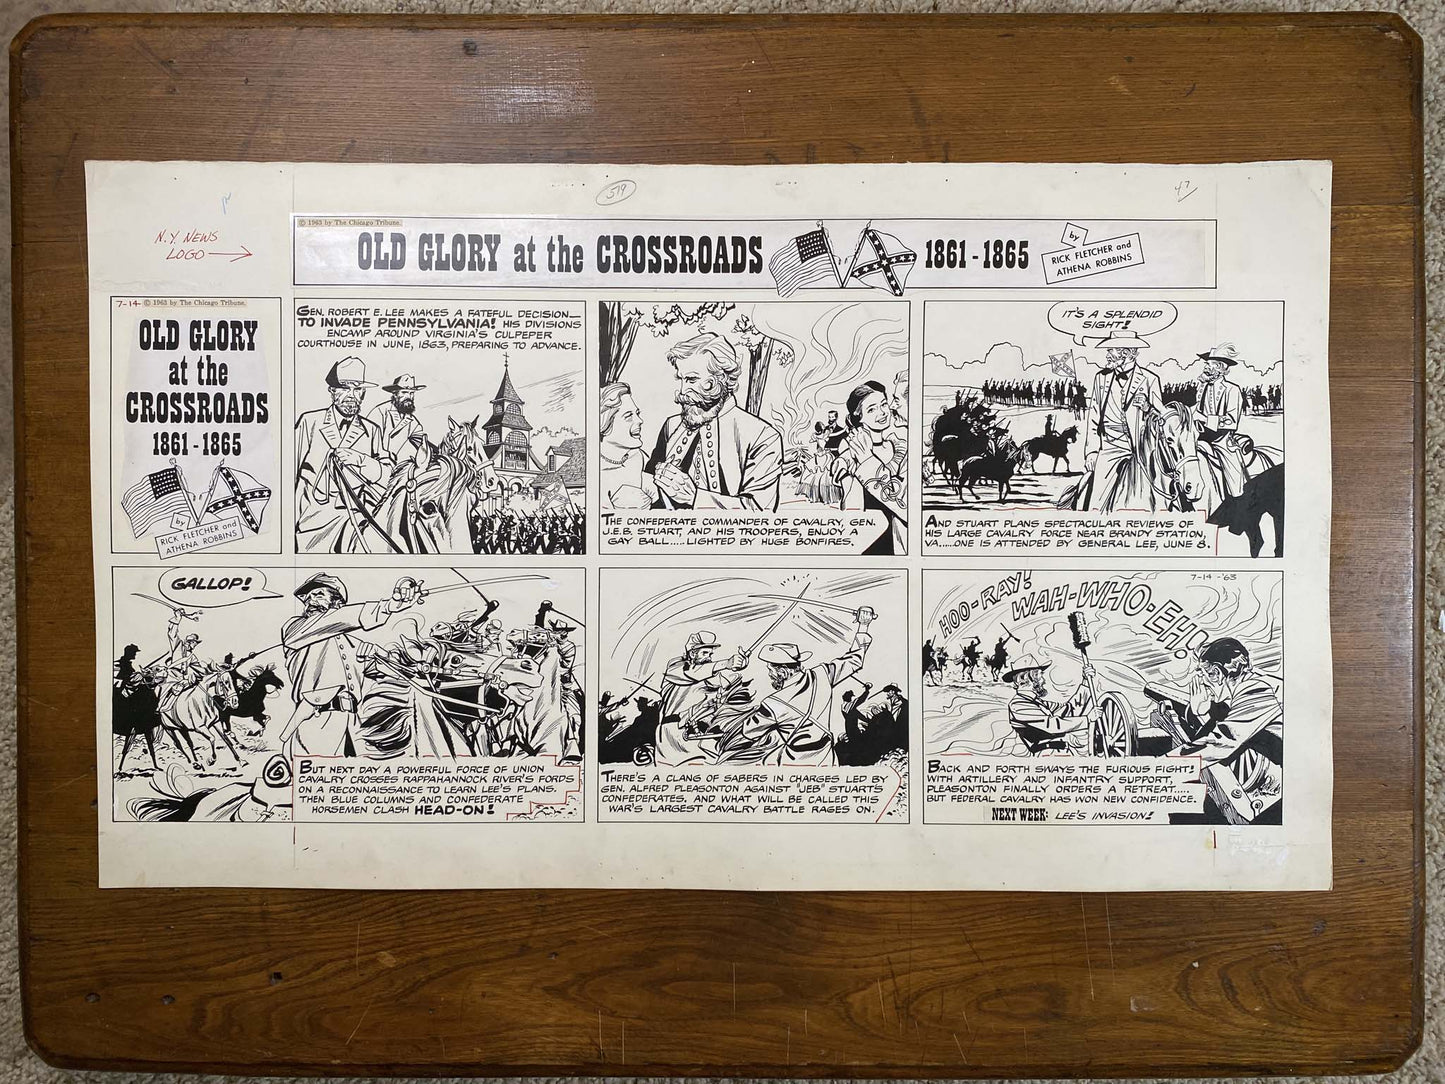 519
47
N.Y. NEWS
LOGO
© 1963 by The Chicago Tribune.
OLD GLORY at the CROSSROADS
1861-1865
by
RICK FLETCHER and
ATHENA ROBBINS
7-14 © 1963 by The Chicago Tribune.
OLD GLORY
at the
CROSSROADS
1861-1865
by
RICK FLETCHER and
ATHENA ROBBINS
GEN. ROBERT E. LEE MAKES A FATEFUL DECISION—
TO INVADE PENNSYLVANIA! HIS DIVISIONS
ENCAMP AROUND VIRGINIA'S CULPEPER
COURTHOUSE IN JUNE, 1863, PREPARING TO ADVANCE.
THE CONFEDERATE COMMANDER OF CAVALRY, GEN.
J.E.B. STUART, AND HIS TROOPERS, ENJOY A
GAY BALL.....LIGHTED BY HUGE BONFIRES.
IT'S A SPLENDID
SIGHT!
AND STUART PLANS SPECTACULAR REVIEWS OF
HIS LARGE CAVALRY FORCE NEAR BRANDY STATION,
VA.....ONE IS ATTENDED BY GENERAL LEE, JUNE 8.
GALLOP!
BUT NEXT DAY A POWERFUL FORCE OF UNION
CAVALRY CROSSES RAPPAHANNOCK RIVER'S FORDS
ON A RECONNAISSANCE TO LEARN LEE'S PLANS.
THEN BLUE COLUMNS AND CONFEDERATE
HORSEMEN CLASH HEAD-ON!
THERE'S A CLANG OF SABERS IN CHARGES LED BY
GEN. ALFRED PLEASONTON AGAINST "JEB" STUART'S
CONFEDERATES, AND WHAT WILL BE CALLED THIS
WAR'S LARGEST CAVALRY BATTLE RAGES ON.
7-14-'63
HOO-RAY!
WAH-WHO-EH!!
BACK AND FORTH SWAYS THE FURIOUS FIGHT!
WITH ARTILLERY AND INFANTRY SUPPORT,
PLEASONTON FINALLY ORDERS A RETREAT.....
BUT FEDERAL CAVALRY HAS WON NEW CONFIDENCE.
NEXT WEEK: LEE'S INVASION!